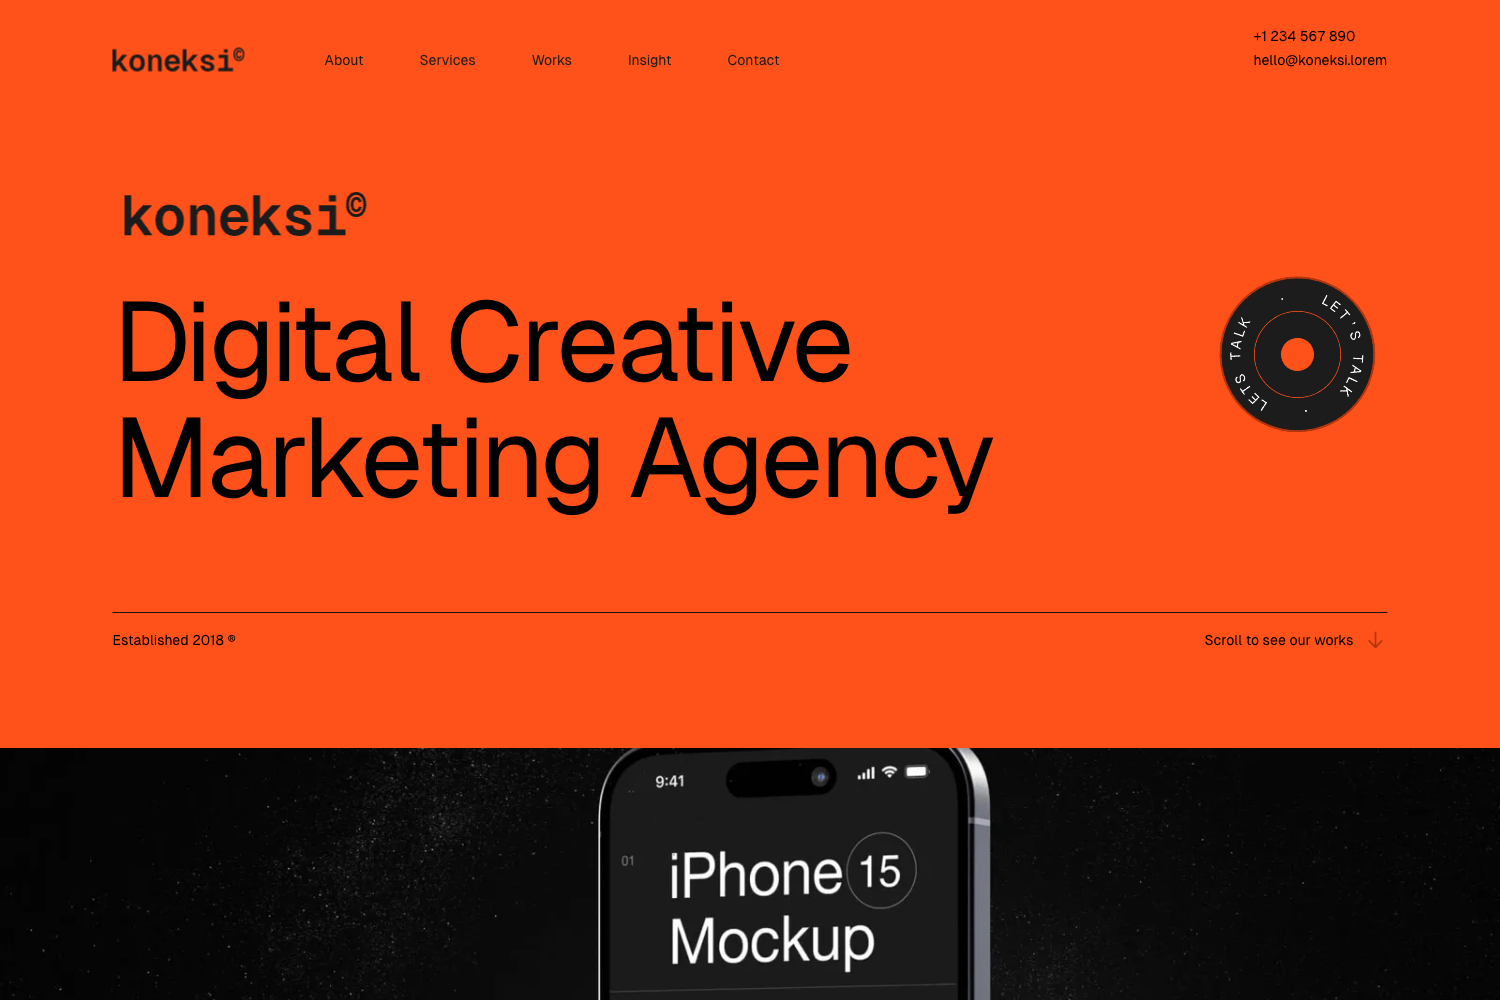 koneksi©
About Services Works Insight Contact
+1 234 567 890
hello@koneksi.lorem
koneksi©
Digital Creative
Marketing Agency
LET'S TALK · LETS TALK ·
Established 2018 ®
Scroll to see our works
9:41
01
iPhone 15
Mockup